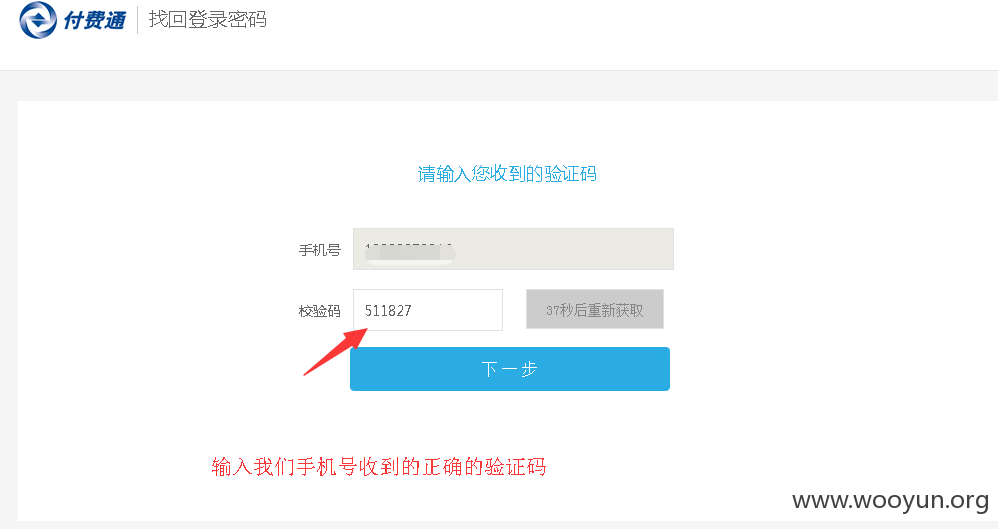 付费通 找回登录密码
请输入您收到的验证码
手机号
校验码 511827 37秒后重新获取
下一步
输入我们手机号收到的正确的验证码
www.wooyun.org